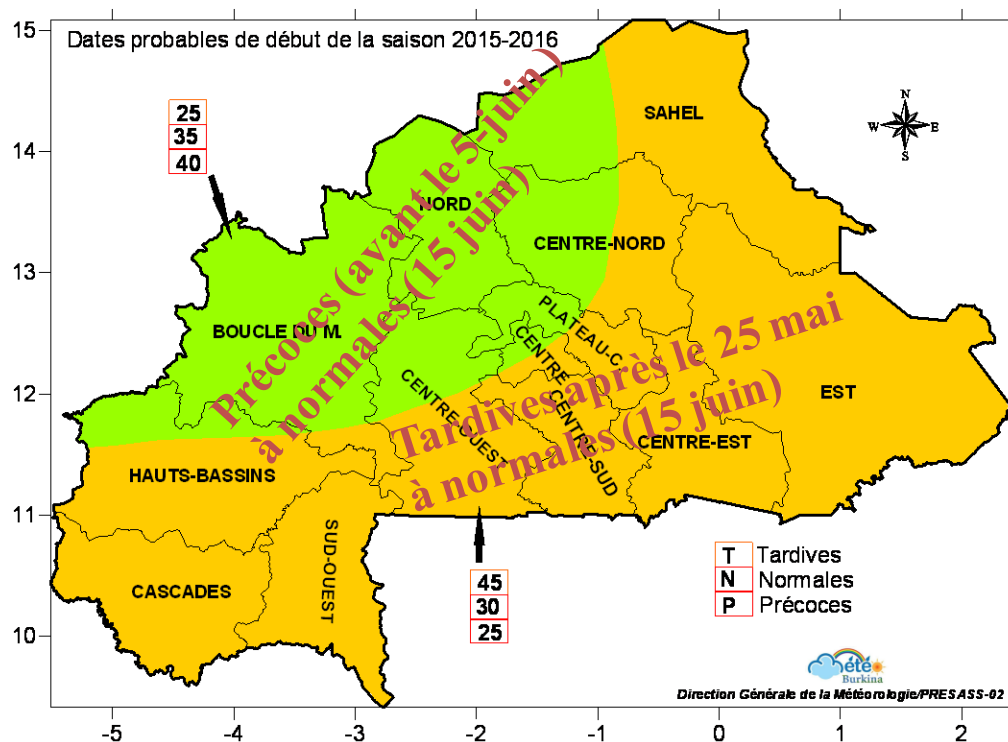 15
Dates probables de début de la saison 2015-2016
14
13
12
11
10
25
35
40
N
W
E
S
SAHEL
NORD
CENTRE-NORD
BOUCLE DU M.
PLATEAU-C.
CENTRE
CENTRE-OUEST
CENTRE-SUD
CENTRE-EST
EST
HAUTS-BASSINS
CASCADES
SUD-OUEST
Précoces (avant le 5-juin )
à normales (15 juin)
Tardives après le 25 mai
à normales (15 juin)
45
30
25
T Tardives
N Normales
P Précoces
Météo
Burkina
Direction Générale de la Météorologie/PRESASS-02
-5 -4 -3 -2 -1 0 1 2